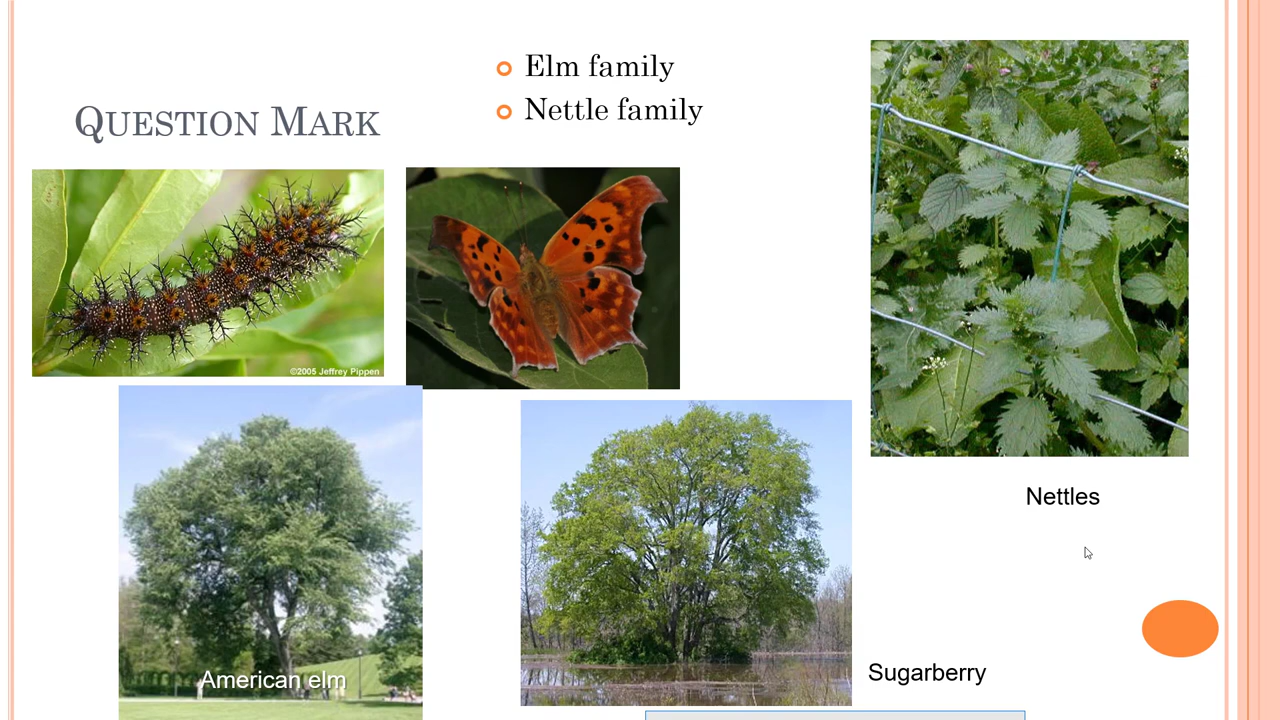 Elm family
Nettle family
QUESTION MARK
©2005 Jeffrey Pippen
Nettles
American elm
Sugarberry